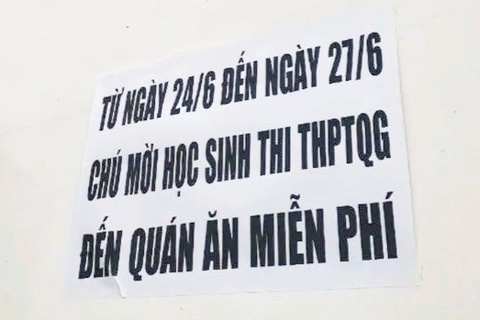 TỪ NGÀY 24/6 ĐẾN NGÀY 27/6
CHÚ MỜI HỌC SINH THI THPTQG
ĐẾN QUÁN ĂN MIỄN PHÍ